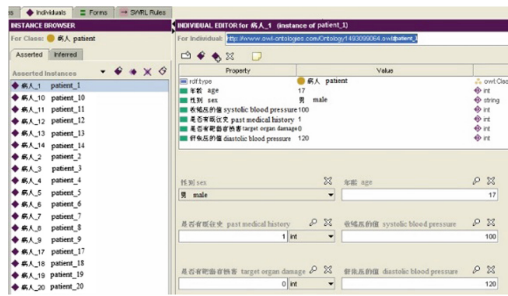 Individuals Forms SWRL Rules
INSTANCE BROWSER
For Class: 病人 patient
Asserted Inferred
Asserted Instances
病人_1 patient_1
病人_10 patient_10
病人_11 patient_11
病人_12 patient_12
病人_13 patient_13
病人_14 patient_14
病人_2 patient_2
病人_3 patient_3
病人_4 patient_4
病人_5 patient_5
病人_6 patient_6
病人_7 patient_7
病人_8 patient_8
病人_9 patient_9
病人_17 patient_17
病人_18 patient_18
病人_19 patient_19
病人_20 patient_20
INDIVIDUAL EDITOR for 病人_1 (instance of patient_1)
For Individual: http://www.owl-ontologies.com/Ontology1493099064.owl#patient_1
Property Value
rdf:type 病人 patient owl:Clas
年龄 age 17 int
性别 sex 男 male string
收缩压的值 systolic blood pressure 100 int
是否有既往史 past medical history 1 int
是否有靶器官损害 target organ damage 0 int
舒张压的值 diastolic blood pressure 120 int
性别 sex
男 male
年龄 age
17
是否有既往史 past medical history
1 int
收缩压的值 systolic blood pressure
100
是否有靶器官损害 target organ damage
0 int
舒张压的值 diastolic blood pressure
120